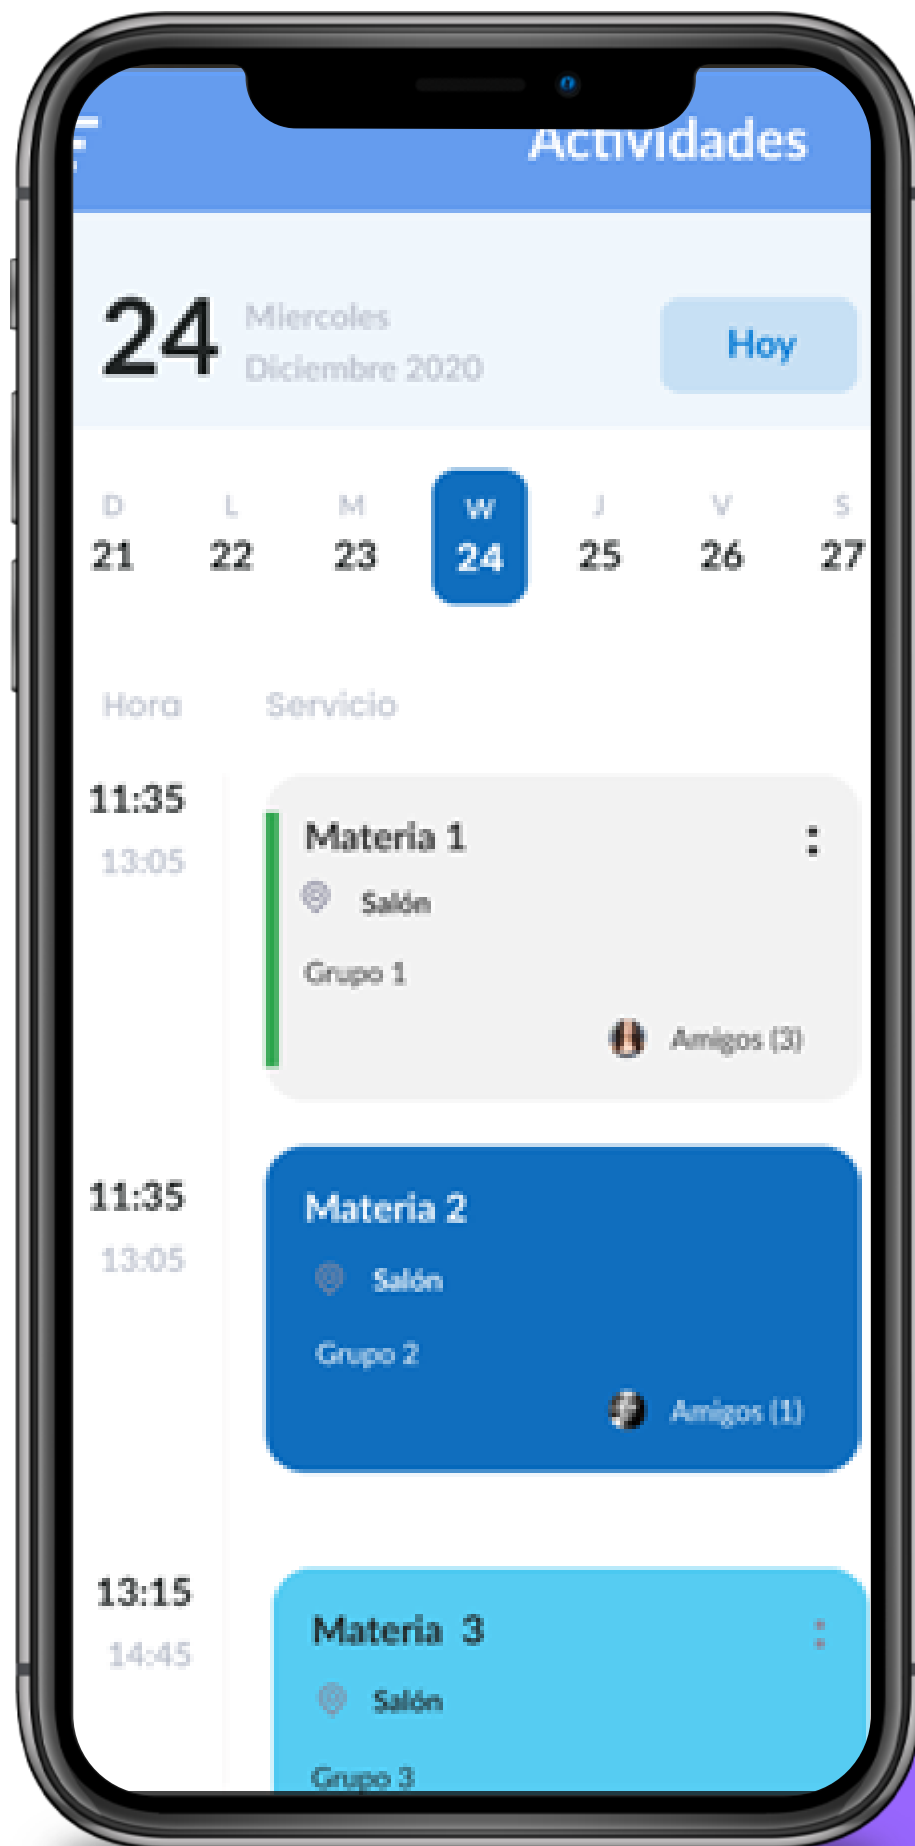 Actividades
24
Miercoles
Diciembre 2020
Hoy
D L M W J V S
21 22 23 24 25 26 27
Hora Servicio
11:35
13:05
Materia 1
Salón
Grupo 1
Amigos (3)
11:35
13:05
Materia 2
Salón
Grupo 2
Amigos (1)
13:15
14:45
Materia 3
Salón
Grupo 3